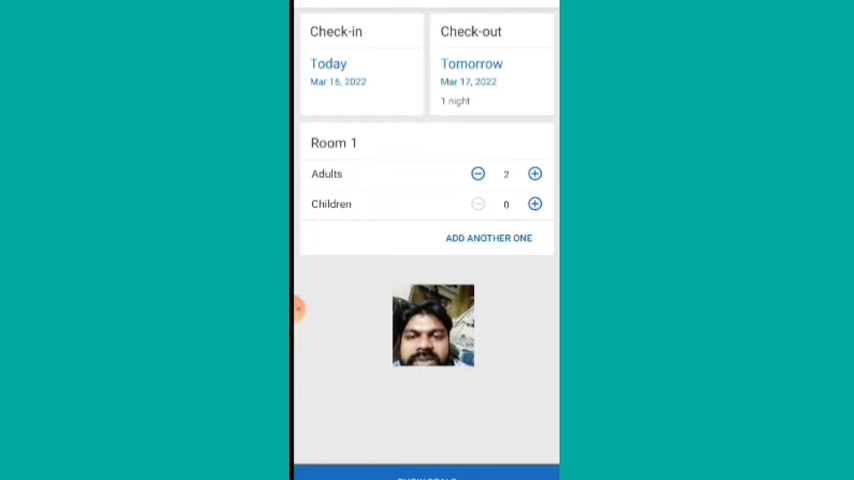 Check-in
Check-out
Today
Tomorrow
Mar 16, 2022
Mar 17, 2022
1 night
Room 1
Adults
2
Children
0
ADD ANOTHER ONE